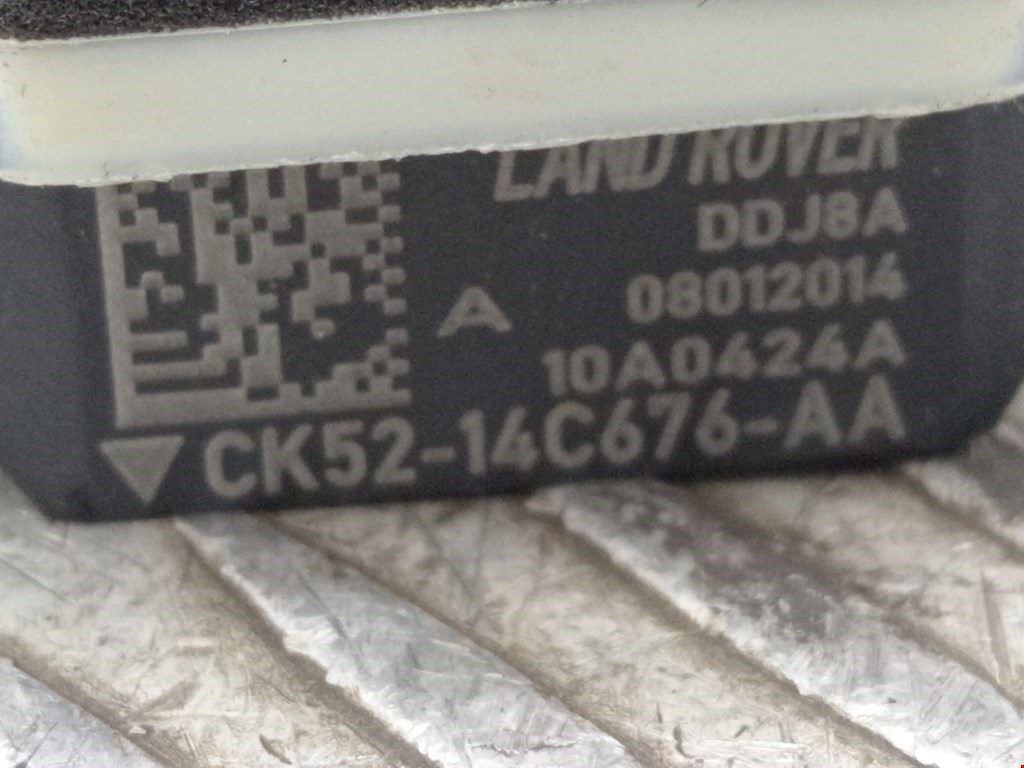 LAND ROVER
DDJ8A
08012014
A
10A0424A
CK52-14C676-AA